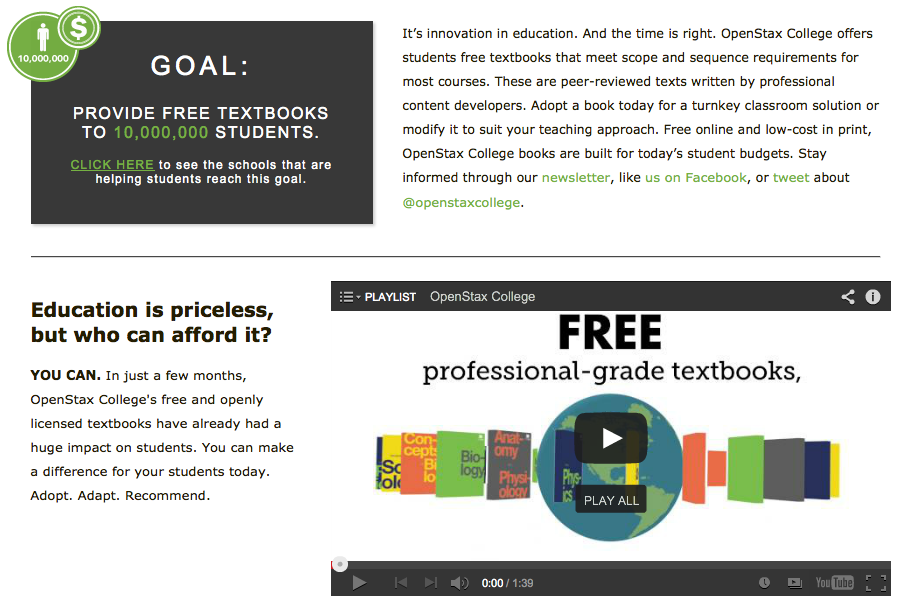 $
10,000,000
GOAL:
PROVIDE FREE TEXTBOOKS
TO 10,000,000 STUDENTS.
CLICK HERE to see the schools that are
helping students reach this goal.
It’s innovation in education. And the time is right. OpenStax College offers
students free textbooks that meet scope and sequence requirements for
most courses. These are peer-reviewed texts written by professional
content developers. Adopt a book today for a turnkey classroom solution or
modify it to suit your teaching approach. Free online and low-cost in print,
OpenStax College books are built for today’s student budgets. Stay
informed through our newsletter, like us on Facebook, or tweet about
@openstaxcollege.
Education is priceless,
but who can afford it?
YOU CAN. In just a few months,
OpenStax College's free and openly
licensed textbooks have already had a
huge impact on students. You can make
a difference for your students today.
Adopt. Adapt. Recommend.
PLAYLIST OpenStax College
FREE
professional-grade textbooks,
Con-
cepts
Bi
Bio-
logy
Anat-
omy
Physi-
ology
Phys-
ics
PLAY ALL
0:00 / 1:39
YouTube